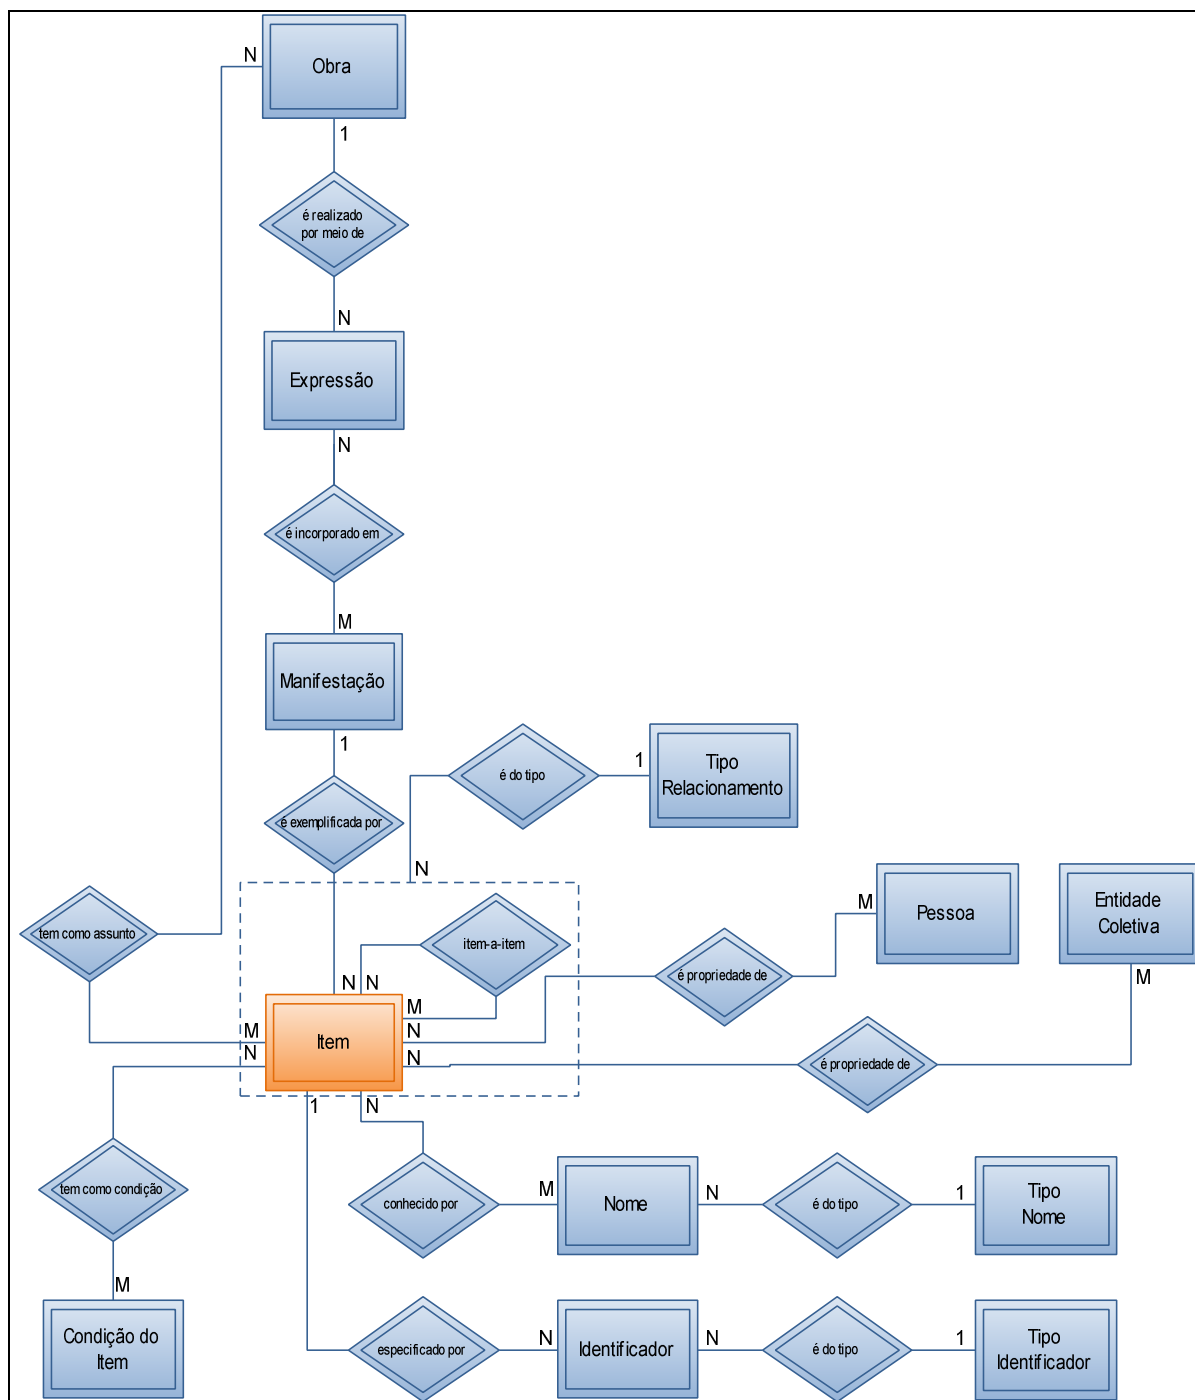 Obra
N
1
é realizado
por meio de
N
Expressão
N
é incorporado em
M
Manifestação
1
é do tipo
1
Tipo
Relacionamento
é exemplificada por
N
tem como assunto
item-a-item
é propriedade de
M
Pessoa
Entidade
Coletiva
M
N
N
M
M
N
N
N
Item
é propriedade de
1
N
tem como condição
conhecido por
M
Nome
N
é do tipo
1
Tipo
Nome
M
Condição do
Item
especificado por
N
Identificador
N
é do tipo
1
Tipo
Identificador